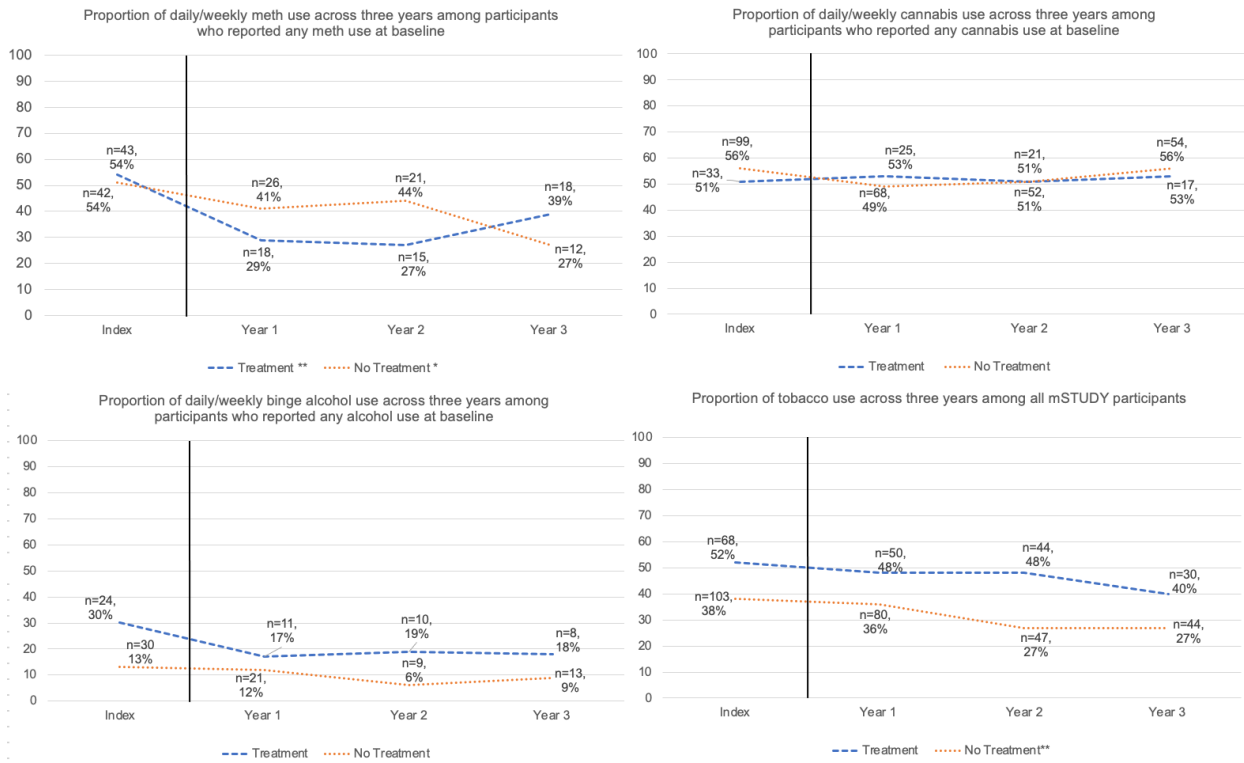 Proportion of daily/weekly meth use across three years among participants
who reported any meth use at baseline
100
90
80
70
60
50
40
30
20
10
0
n=43,
54%
n=42,
54%
n=26,
41%
n=21,
44%
n=18,
39%
n=18,
29%
n=15,
27%
n=12,
27%
Index
Year 1
Year 2
Year 3
Treatment **
No Treatment *
Proportion of daily/weekly cannabis use across three years among
participants who reported any cannabis use at baseline
100
90
80
70
60
50
40
30
20
10
0
n=99,
56%
n=33,
51%
n=25,
53%
n=68,
49%
n=21,
51%
n=52,
51%
n=54,
56%
n=17,
53%
Index
Year 1
Year 2
Year 3
Treatment
No Treatment
Proportion of daily/weekly binge alcohol use across three years among
participants who reported any alcohol use at baseline
100
90
80
70
60
50
40
30
20
10
0
n=24,
30%
n=30
13%
n=11,
17%
n=21,
12%
n=10,
19%
n=9,
6%
n=8,
18%
n=13,
9%
Index
Year 1
Year 2
Year 3
Treatment
No Treatment
Proportion of tobacco use across three years among all mSTUDY participants
100
90
80
70
60
50
40
30
20
10
0
n=68,
52%
n=103,
38%
n=50,
48%
n=80,
36%
n=44,
48%
n=47,
27%
n=30,
40%
n=44,
27%
Index
Year 1
Year 2
Year 3
Treatment
No Treatment**